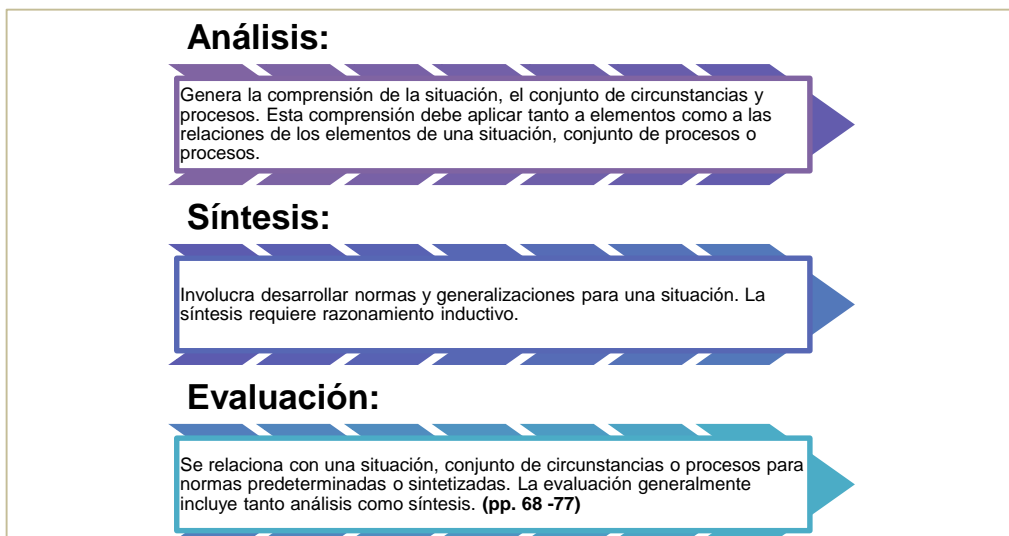 Análisis:
Genera la comprensión de la situación, el conjunto de circunstancias y
procesos. Esta comprensión debe aplicar tanto a elementos como a las
relaciones de los elementos de una situación, conjunto de procesos o
procesos.
Síntesis:
Involucra desarrollar normas y generalizaciones para una situación. La
síntesis requiere razonamiento inductivo.
Evaluación:
Se relaciona con una situación, conjunto de circunstancias o procesos para
normas predeterminadas o sintetizadas. La evaluación generalmente
incluye tanto análisis como síntesis. (pp. 68 -77)